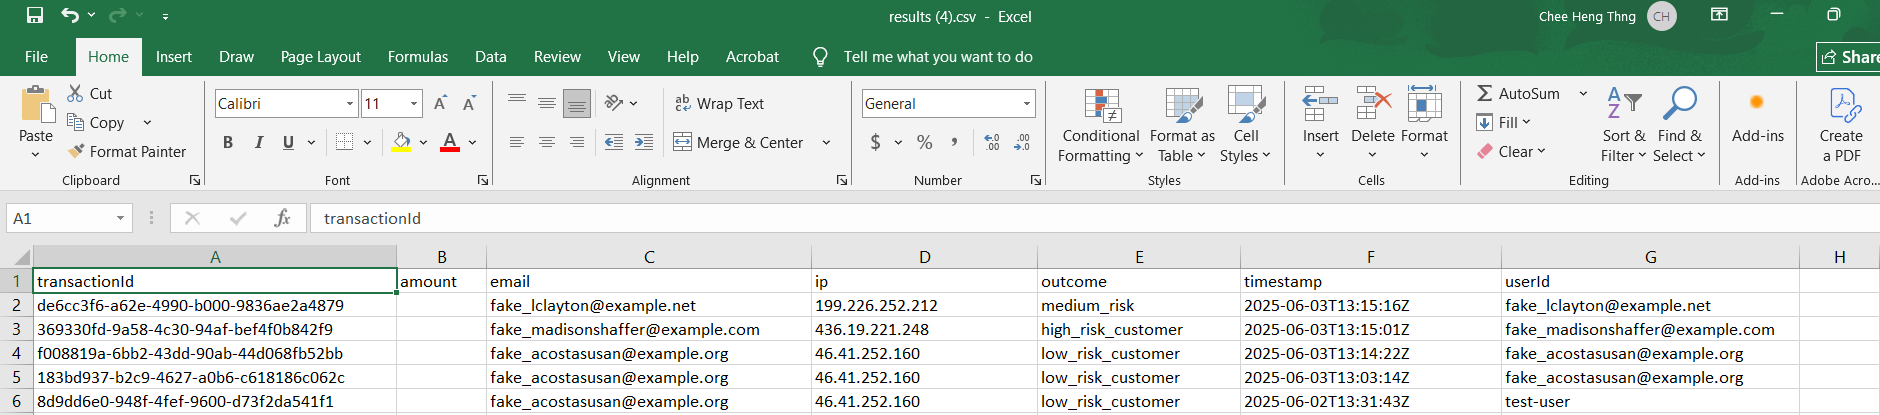 results (4).csv - Excel
Chee Heng Thng CH
File Home Insert Draw Page Layout Formulas Data Review View Help Acrobat Tell me what you want to do Share
Paste
Cut
Copy
Format Painter
Clipboard
Calibri 11 A A
B I U A
Font
ab Wrap Text
Merge & Center
Alignment
General
$ % ,
Number
Conditional Formatting
Format as Table
Cell Styles
Styles
Insert
Delete
Format
Cells
AutoSum
Fill
Clear
Sort & Filter
Find & Select
Editing
Add-ins
Add-ins
Create a PDF
Adobe Acro...
A1 fx transactionId
A B C D E F G H
1 transactionId amount email ip outcome timestamp userId
2 de6cc3f6-a62e-4990-b000-9836ae2a4879 fake_lclayton@example.net 199.226.252.212 medium_risk 2025-06-03T13:15:16Z fake_lclayton@example.net
3 369330fd-9a58-4c30-94af-bef4f0b842f9 fake_madisonshaffer@example.com 436.19.221.248 high_risk_customer 2025-06-03T13:15:01Z fake_madisonshaffer@example.com
4 f008819a-6bb2-43dd-90ab-44d068fb52bb fake_acostasusan@example.org 46.41.252.160 low_risk_customer 2025-06-03T13:14:22Z fake_acostasusan@example.org
5 183bd937-b2c9-4627-a0b6-c618186c062c fake_acostasusan@example.org 46.41.252.160 low_risk_customer 2025-06-03T13:03:14Z fake_acostasusan@example.org
6 8d9dd6e0-948f-4fef-9600-d73f2da541f1 fake_acostasusan@example.org 46.41.252.160 low_risk_customer 2025-06-02T13:31:43Z test-user